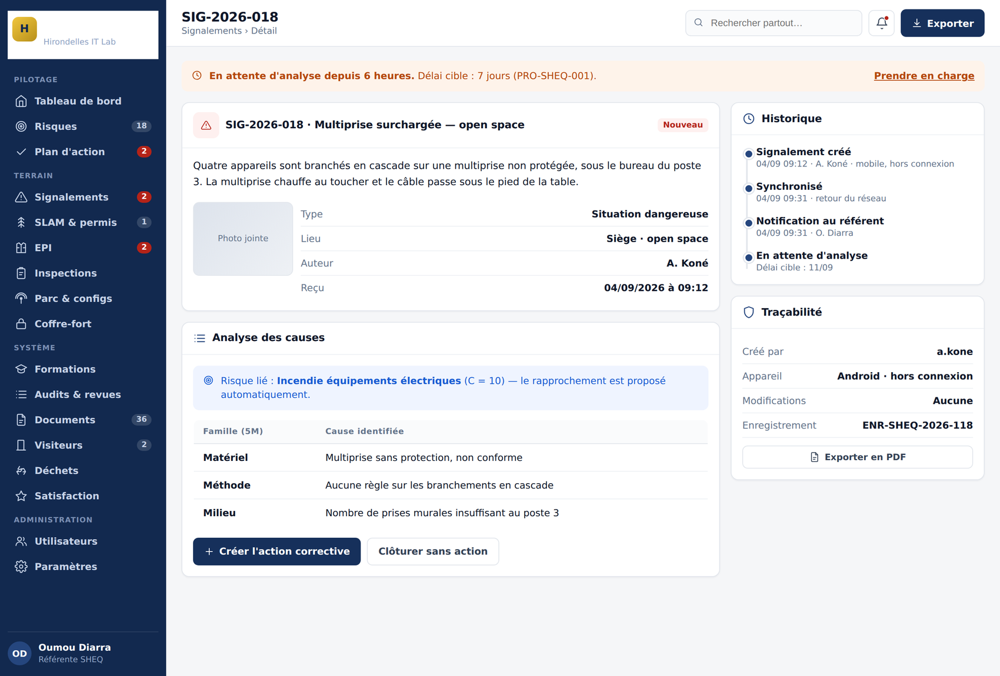 H
Hirondelles IT Lab
PILOTAGE
Tableau de bord
Risques 18
Plan d'action 2
TERRAIN
Signalements 2
SLAM & permis 1
EPI 2
Inspections
Parc & configs
Coffre-fort
SYSTÈME
Formations
Audits & revues
Documents 36
Visiteurs 2
Déchets
Satisfaction
ADMINISTRATION
Utilisateurs
Paramètres
OD
Oumou Diarra
Référente SHEQ
SIG-2026-018
Signalements › Détail
Rechercher partout…
Exporter
En attente d'analyse depuis 6 heures. Délai cible : 7 jours (PRO-SHEQ-001).
Prendre en charge
SIG-2026-018 · Multiprise surchargée — open space
Nouveau
Quatre appareils sont branchés en cascade sur une multiprise non protégée, sous le bureau du poste
3. La multiprise chauffe au toucher et le câble passe sous le pied de la table.
Photo jointe
Type Situation dangereuse
Lieu Siège · open space
Auteur A. Koné
Reçu 04/09/2026 à 09:12
Analyse des causes
Risque lié : Incendie équipements électriques (C = 10) — le rapprochement est proposé
automatiquement.
Famille (5M) Cause identifiée
Matériel Multiprise sans protection, non conforme
Méthode Aucune règle sur les branchements en cascade
Milieu Nombre de prises murales insuffisant au poste 3
Créer l'action corrective
Clôturer sans action
Historique
Signalement créé
04/09 09:12 · A. Koné · mobile, hors connexion
Synchronisé
04/09 09:31 · retour du réseau
Notification au référent
04/09 09:31 · O. Diarra
En attente d'analyse
Délai cible : 11/09
Traçabilité
Créé par a.kone
Appareil Android · hors connexion
Modifications Aucune
Enregistrement ENR-SHEQ-2026-118
Exporter en PDF